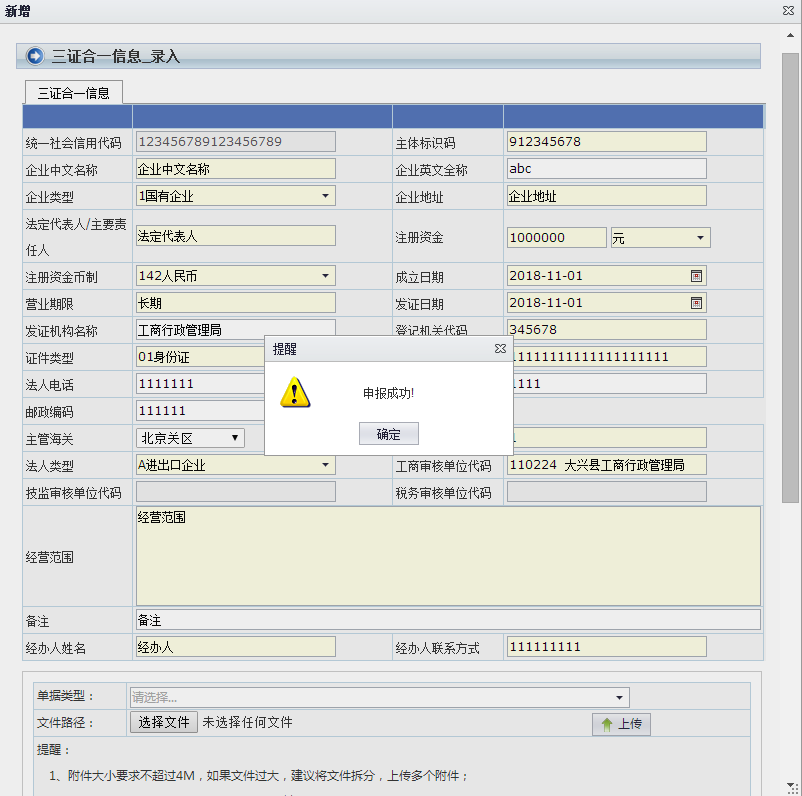 新增
三证合一信息_录入
三证合一信息
统一社会信用代码 123456789123456789 主体标识码 912345678
企业中文名称 企业中文名称 企业英文全称 abc
企业类型 1国有企业 企业地址 企业地址
法定代表人/主要责任人 法定代表人 注册资金 1000000 元
注册资金币制 142人民币 成立日期 2018-11-01
营业期限 长期 发证日期 2018-11-01
发证机构名称 工商行政管理局 登记机关代码 345678
证件类型 01身份证 11111111111111111111
法人电话 1111111 1111
邮政编码 111111
主管海关 北京关区
法人类型 A进出口企业 工商审核单位代码 110224 大兴县工商行政管理局
技监审核单位代码 税务审核单位代码
经营范围 经营范围
备注 备注
经办人姓名 经办人 经办人联系方式 111111111
提醒
申报成功!
确定
单据类型： 请选择...
文件路径： 选择文件 未选择任何文件 上传
提醒：
1、附件大小要求不超过4M，如果文件过大，建议将文件拆分，上传多个附件；